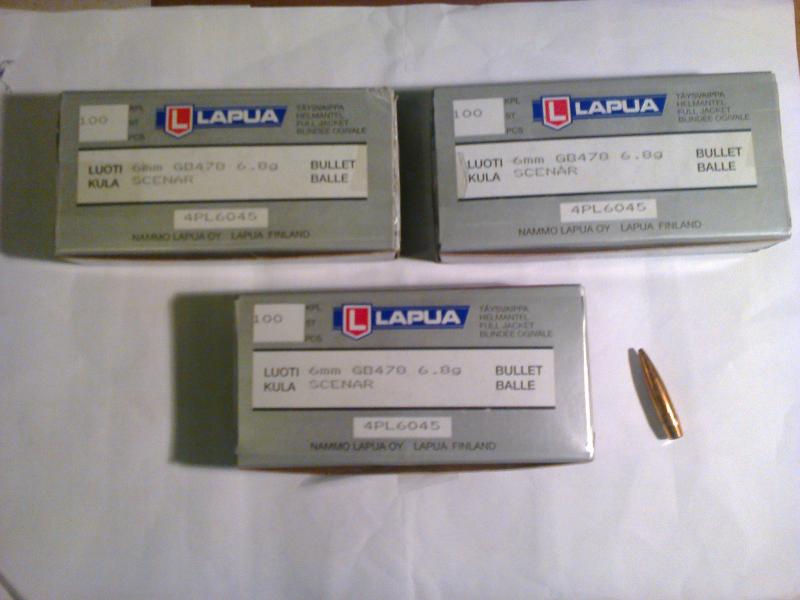 100 KPL ST PCS
L LAPUA
TÄYSVAIPPA
HELMANTEL
FULL JACKET
BLINDEE OGIVALE
LUOTI 6mm GB478 6.8g BULLET
KULA SCENAR BALLE
4PL6045
NAMMO LAPUA OY LAPUA FINLAND
100 KPL ST PCS
L LAPUA
TÄYSVAIPPA
HELMANTEL
FULL JACKET
BLINDEE OGIVALE
LUOTI 6mm GB478 6.8g BULLET
KULA SCENAR BALLE
4PL6045
NAMMO LAPUA OY LAPUA FINLAND
100 KPL ST PCS
L LAPUA
TÄYSVAIPPA
HELMANTEL
FULL JACKET
BLINDEE OGIVALE
LUOTI 6mm GB478 6.8g BULLET
KULA SCENAR BALLE
4PL6045
NAMMO LAPUA OY LAPUA FINLAND